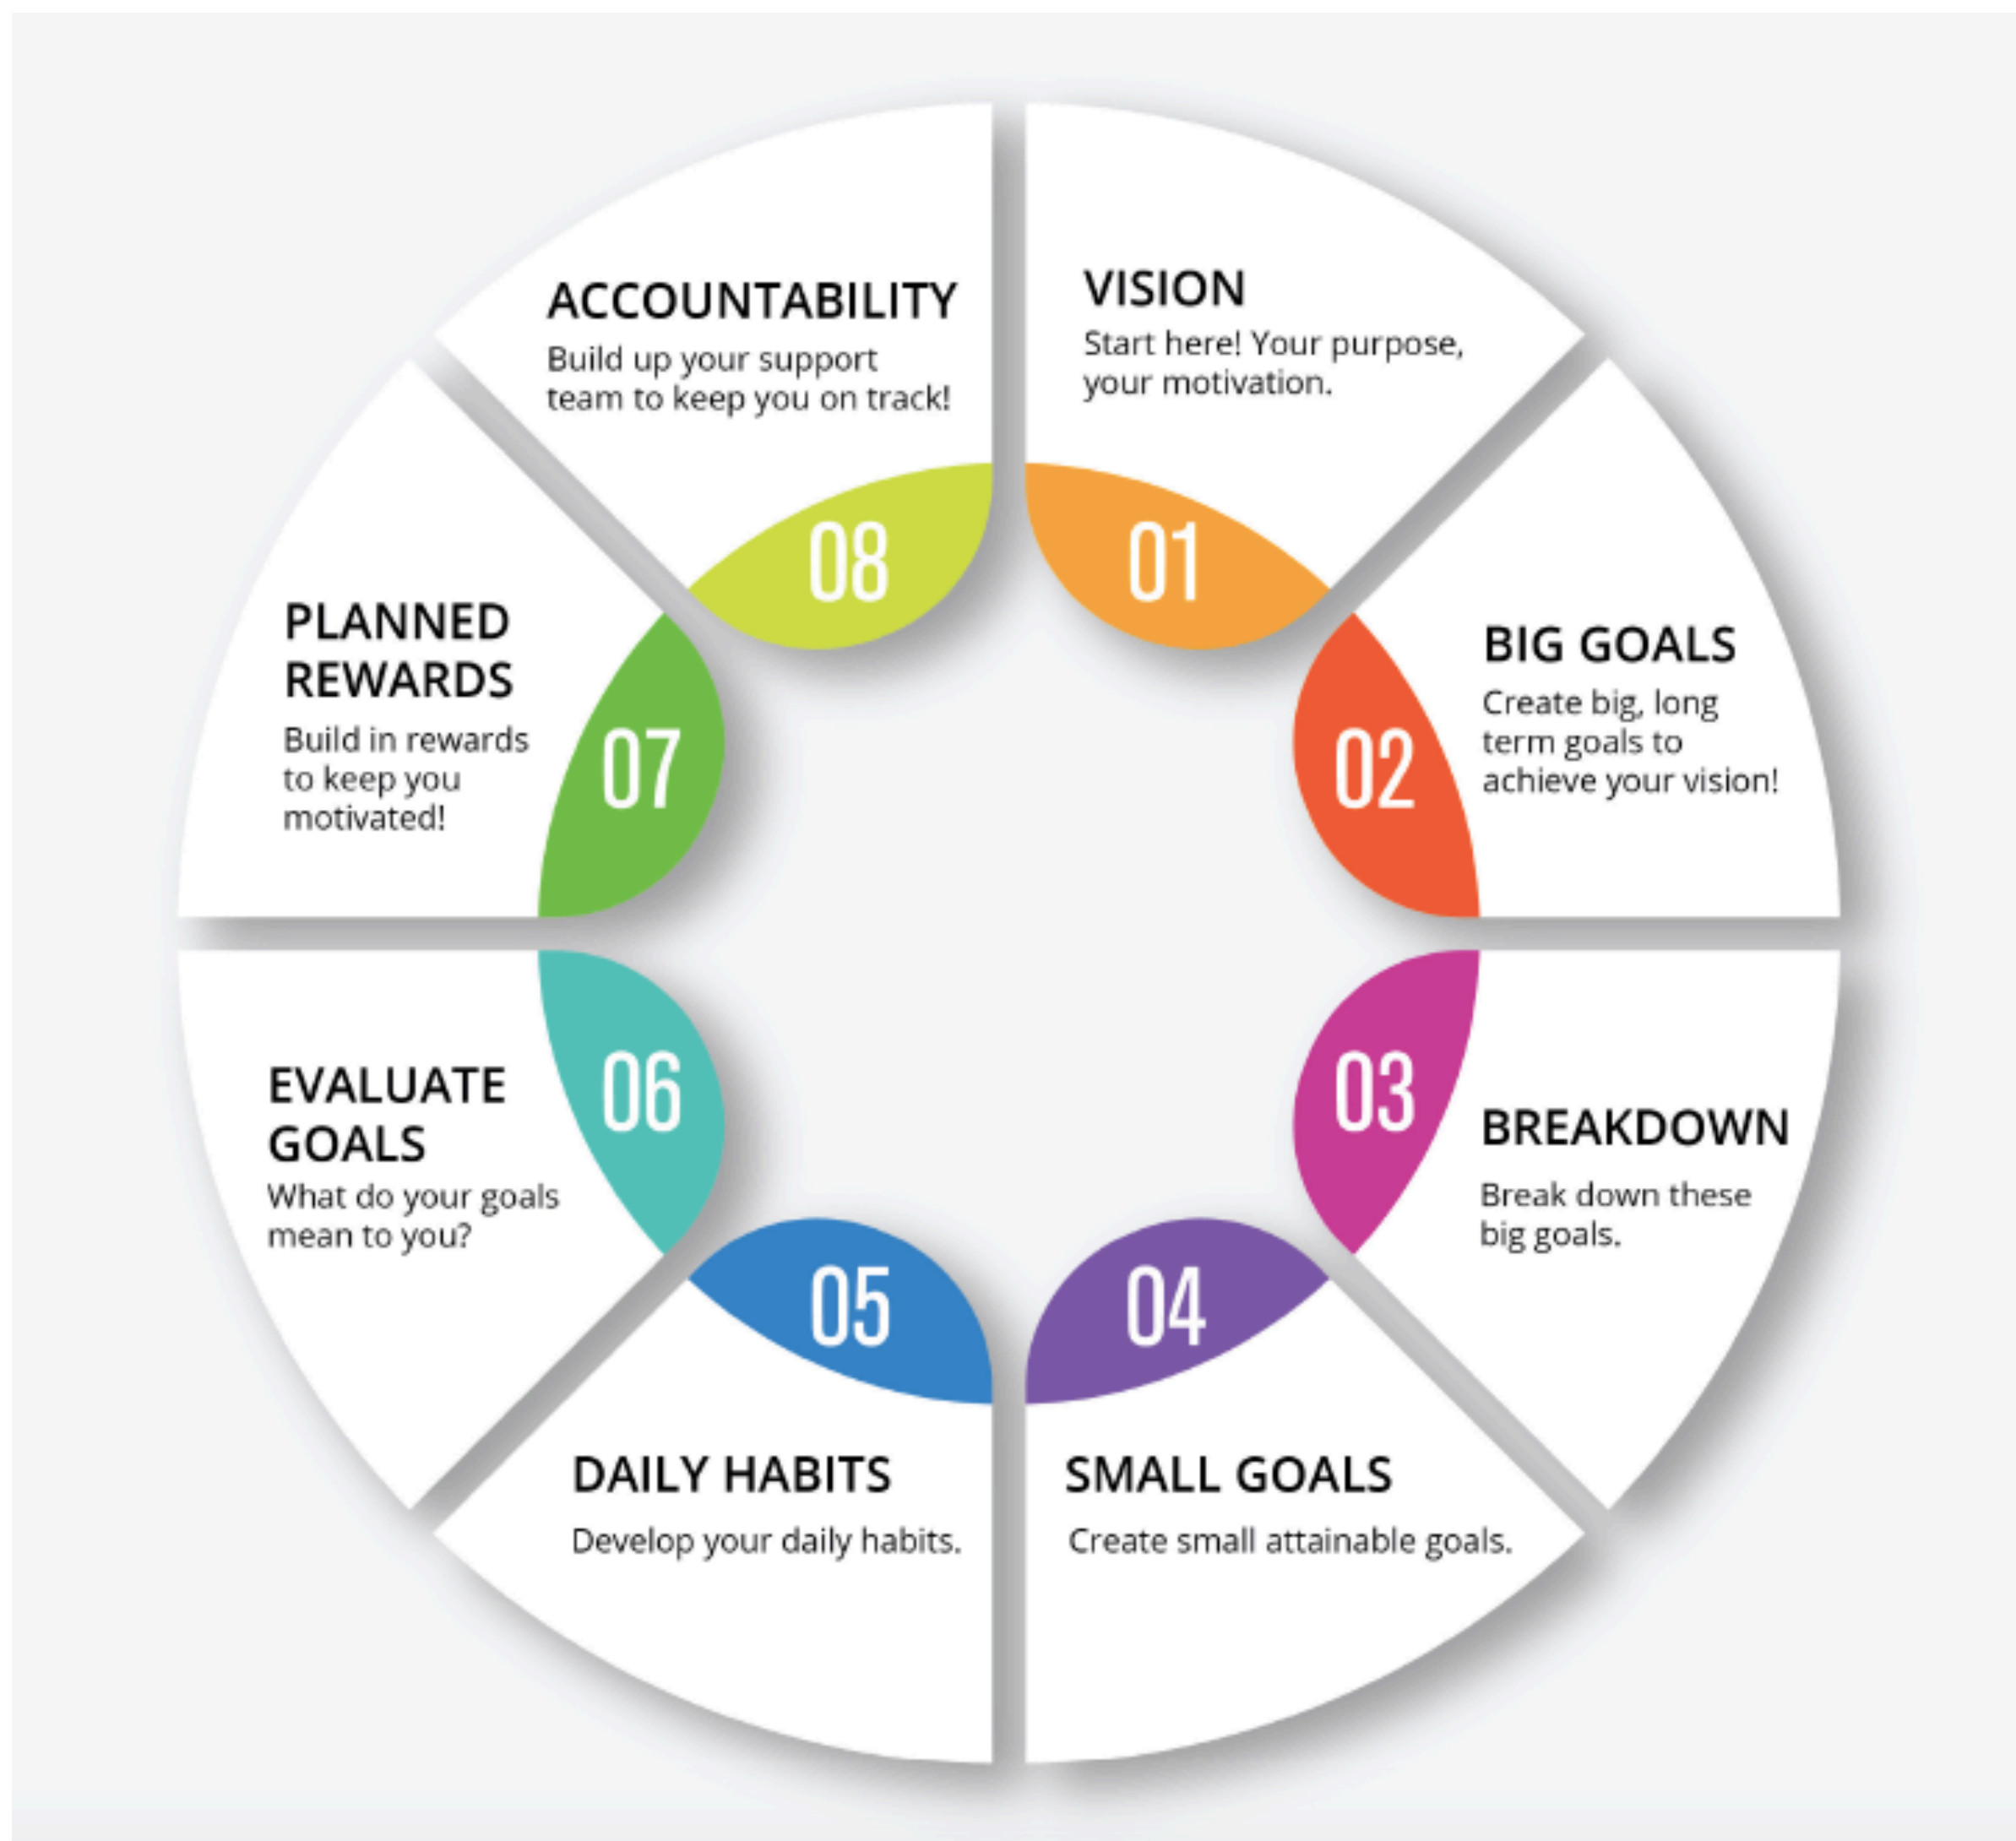 01
VISION
Start here! Your purpose,
your motivation.
02
BIG GOALS
Create big, long
term goals to
achieve your vision!
03
BREAKDOWN
Break down these
big goals.
04
SMALL GOALS
Create small attainable goals.
05
DAILY HABITS
Develop your daily habits.
06
EVALUATE
GOALS
What do your goals
mean to you?
07
PLANNED
REWARDS
Build in rewards
to keep you
motivated!
08
ACCOUNTABILITY
Build up your support
team to keep you on track!